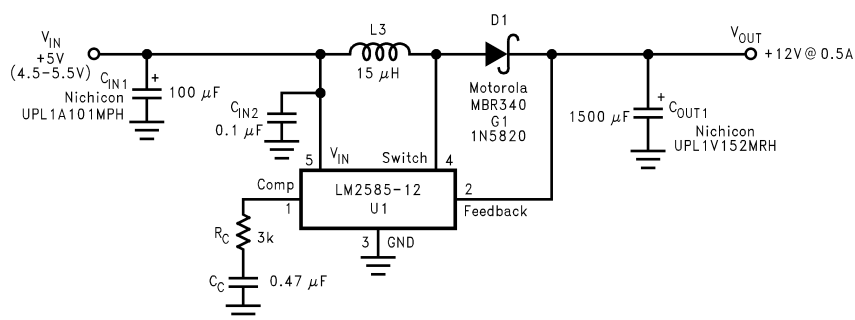 V_IN
+5V
(4.5-5.5V)
C_IN1
+
100 μF
Nichicon
UPL1A101MPH
L3
15 μH
D1
Motorola
MBR340
G1
1N5820
V_OUT
+12V@0.5A
1500 μF
+
C_OUT1
Nichicon
UPL1V152MRH
C_IN2
0.1 μF
5
V_IN
Switch
4
Comp
1
LM2585-12
U1
2
Feedback
3
GND
R_C
3k
C_C
0.47 μF